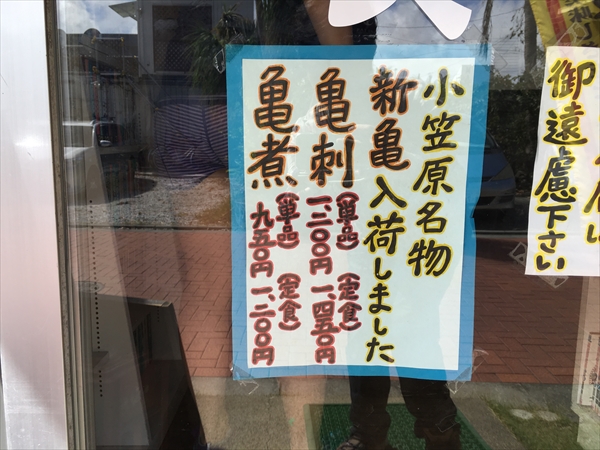 小笠原名物
新亀入荷しました
亀刺
(単品)一二〇〇円
(定食)一、四五〇円
亀煮
(単品)九五〇円
(定食)一、二〇〇円
御遠慮下さい